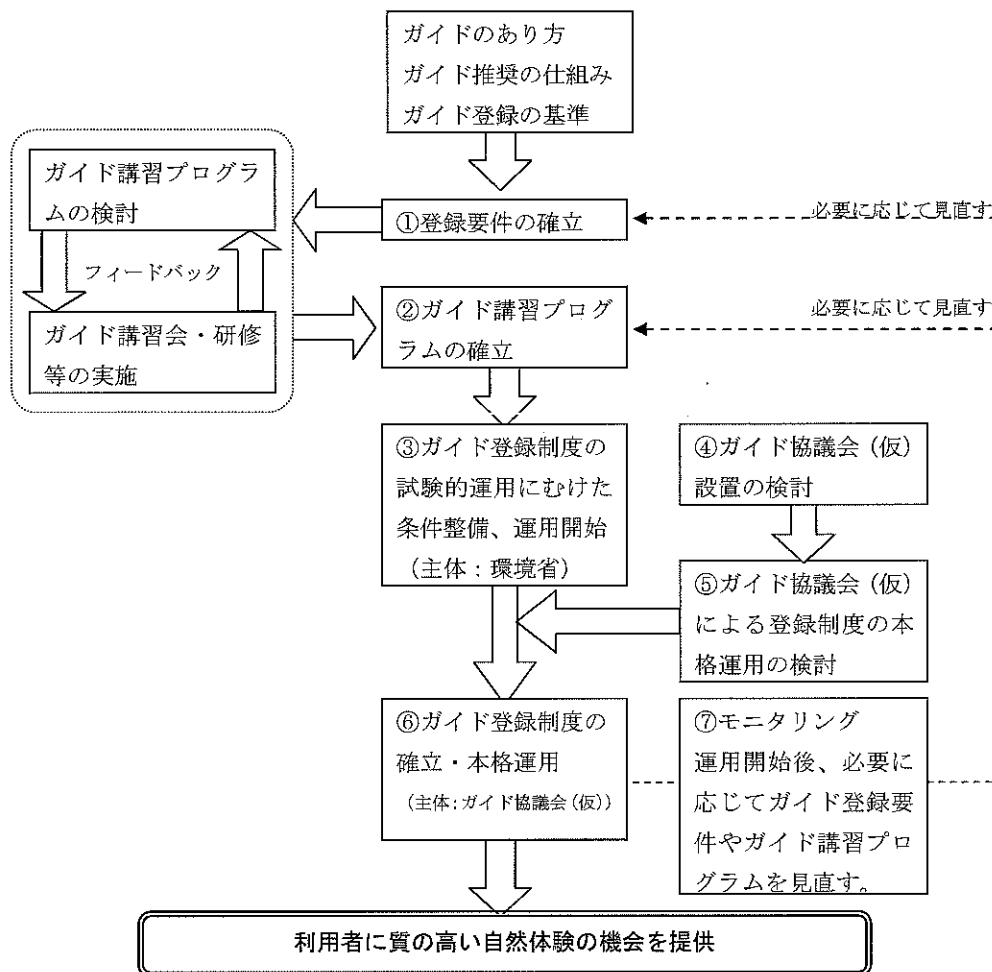 ガイドのあり方
ガイド推奨の仕組み
ガイド登録の基準
ガイド講習プログラ
ムの検討
①登録要件の確立
必要に応じて見直す
フィードバック
ガイド講習会・研修
等の実施
②ガイド講習プログ
ラムの確立
必要に応じて見直す
③ガイド登録制度の
試験的運用にむけた
条件整備、運用開始
（主体：環境省）
④ガイド協議会（仮）
設置の検討
⑤ガイド協議会（仮）
による登録制度の本
格運用の検討
⑥ガイド登録制度の
確立・本格運用
（主体：ガイド協議会（仮））
⑦モニタリング
運用開始後、必要に
応じてガイド登録要
件やガイド講習プロ
グラムを見直す。
利用者に質の高い自然体験の機会を提供